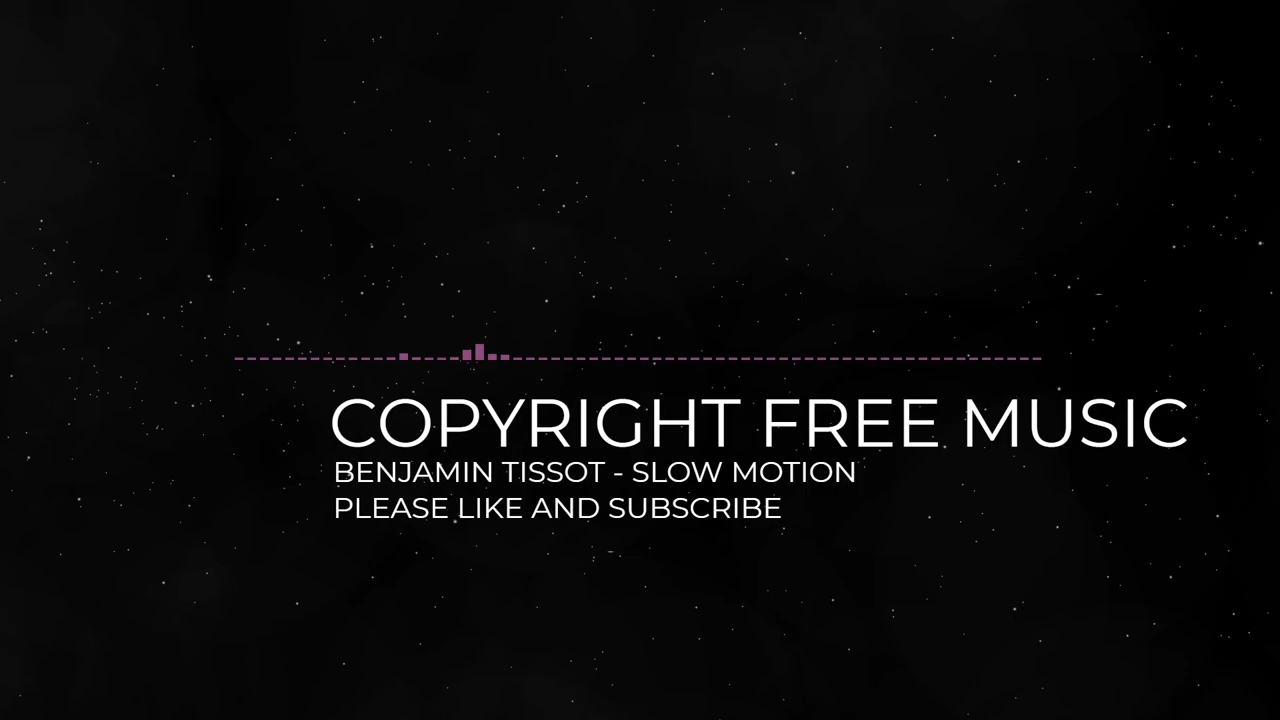 COPYRIGHT FREE MUSIC
BENJAMIN TISSOT - SLOW MOTION
PLEASE LIKE AND SUBSCRIBE